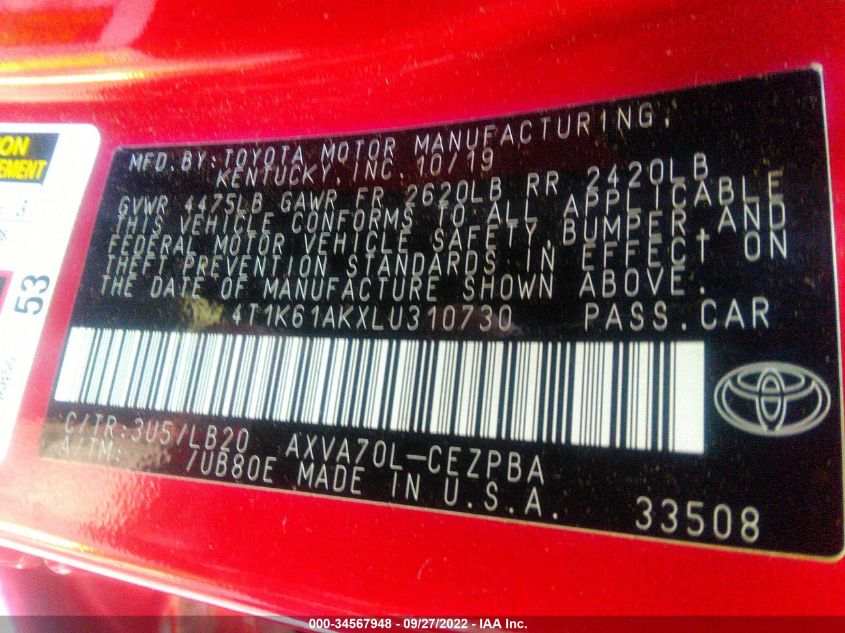 ON
EMENT
53
MFD.BY:TOYOTA MOTOR MANUFACTURING,
KENTUCKY, INC. 10/19
GVWR 4475LB GAWR FR 2620LB RR 2420LB
THIS VEHICLE CONFORMS TO ALL APPLICABLE
FEDERAL MOTOR VEHICLE SAFETY,BUMPER,AND
THEFT PREVENTION STANDARDS IN EFFECT ON
THE DATE OF MANUFACTURE SHOWN ABOVE.
4T1K61AKXLU310730 PASS.CAR
C/TR:3U5/LB20 AXVA70L-CEZPBA
A/TM: /UB80E MADE IN U.S.A.
33508
000-34567948 - 09/27/2022 - IAA Inc.